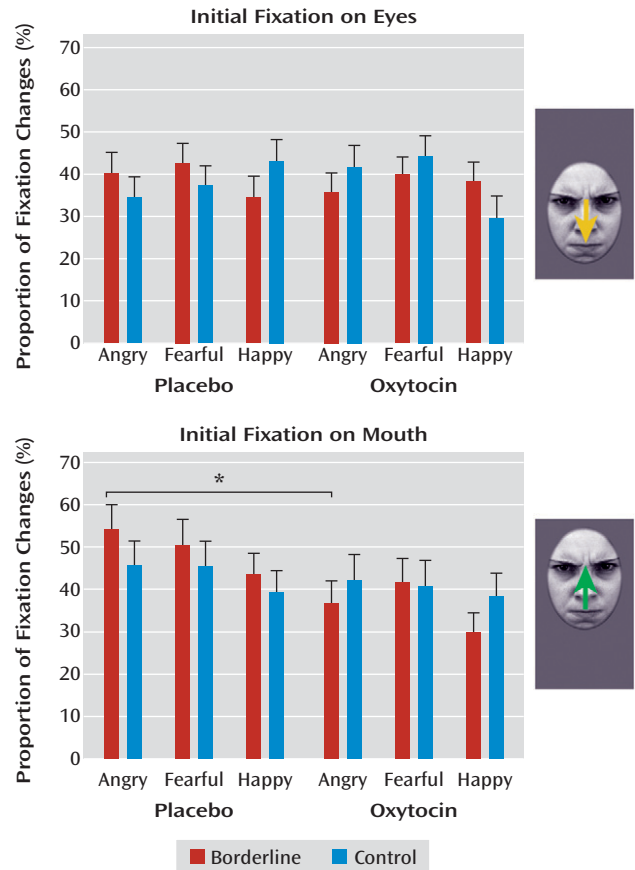 Initial Fixation on Eyes
Proportion of Fixation Changes (%)
70
60
50
40
30
20
10
0
Angry Fearful Happy Angry Fearful Happy
Placebo Oxytocin
Initial Fixation on Mouth
Proportion of Fixation Changes (%)
70
60
50
40
30
20
10
0
*
Angry Fearful Happy Angry Fearful Happy
Placebo Oxytocin
Borderline Control